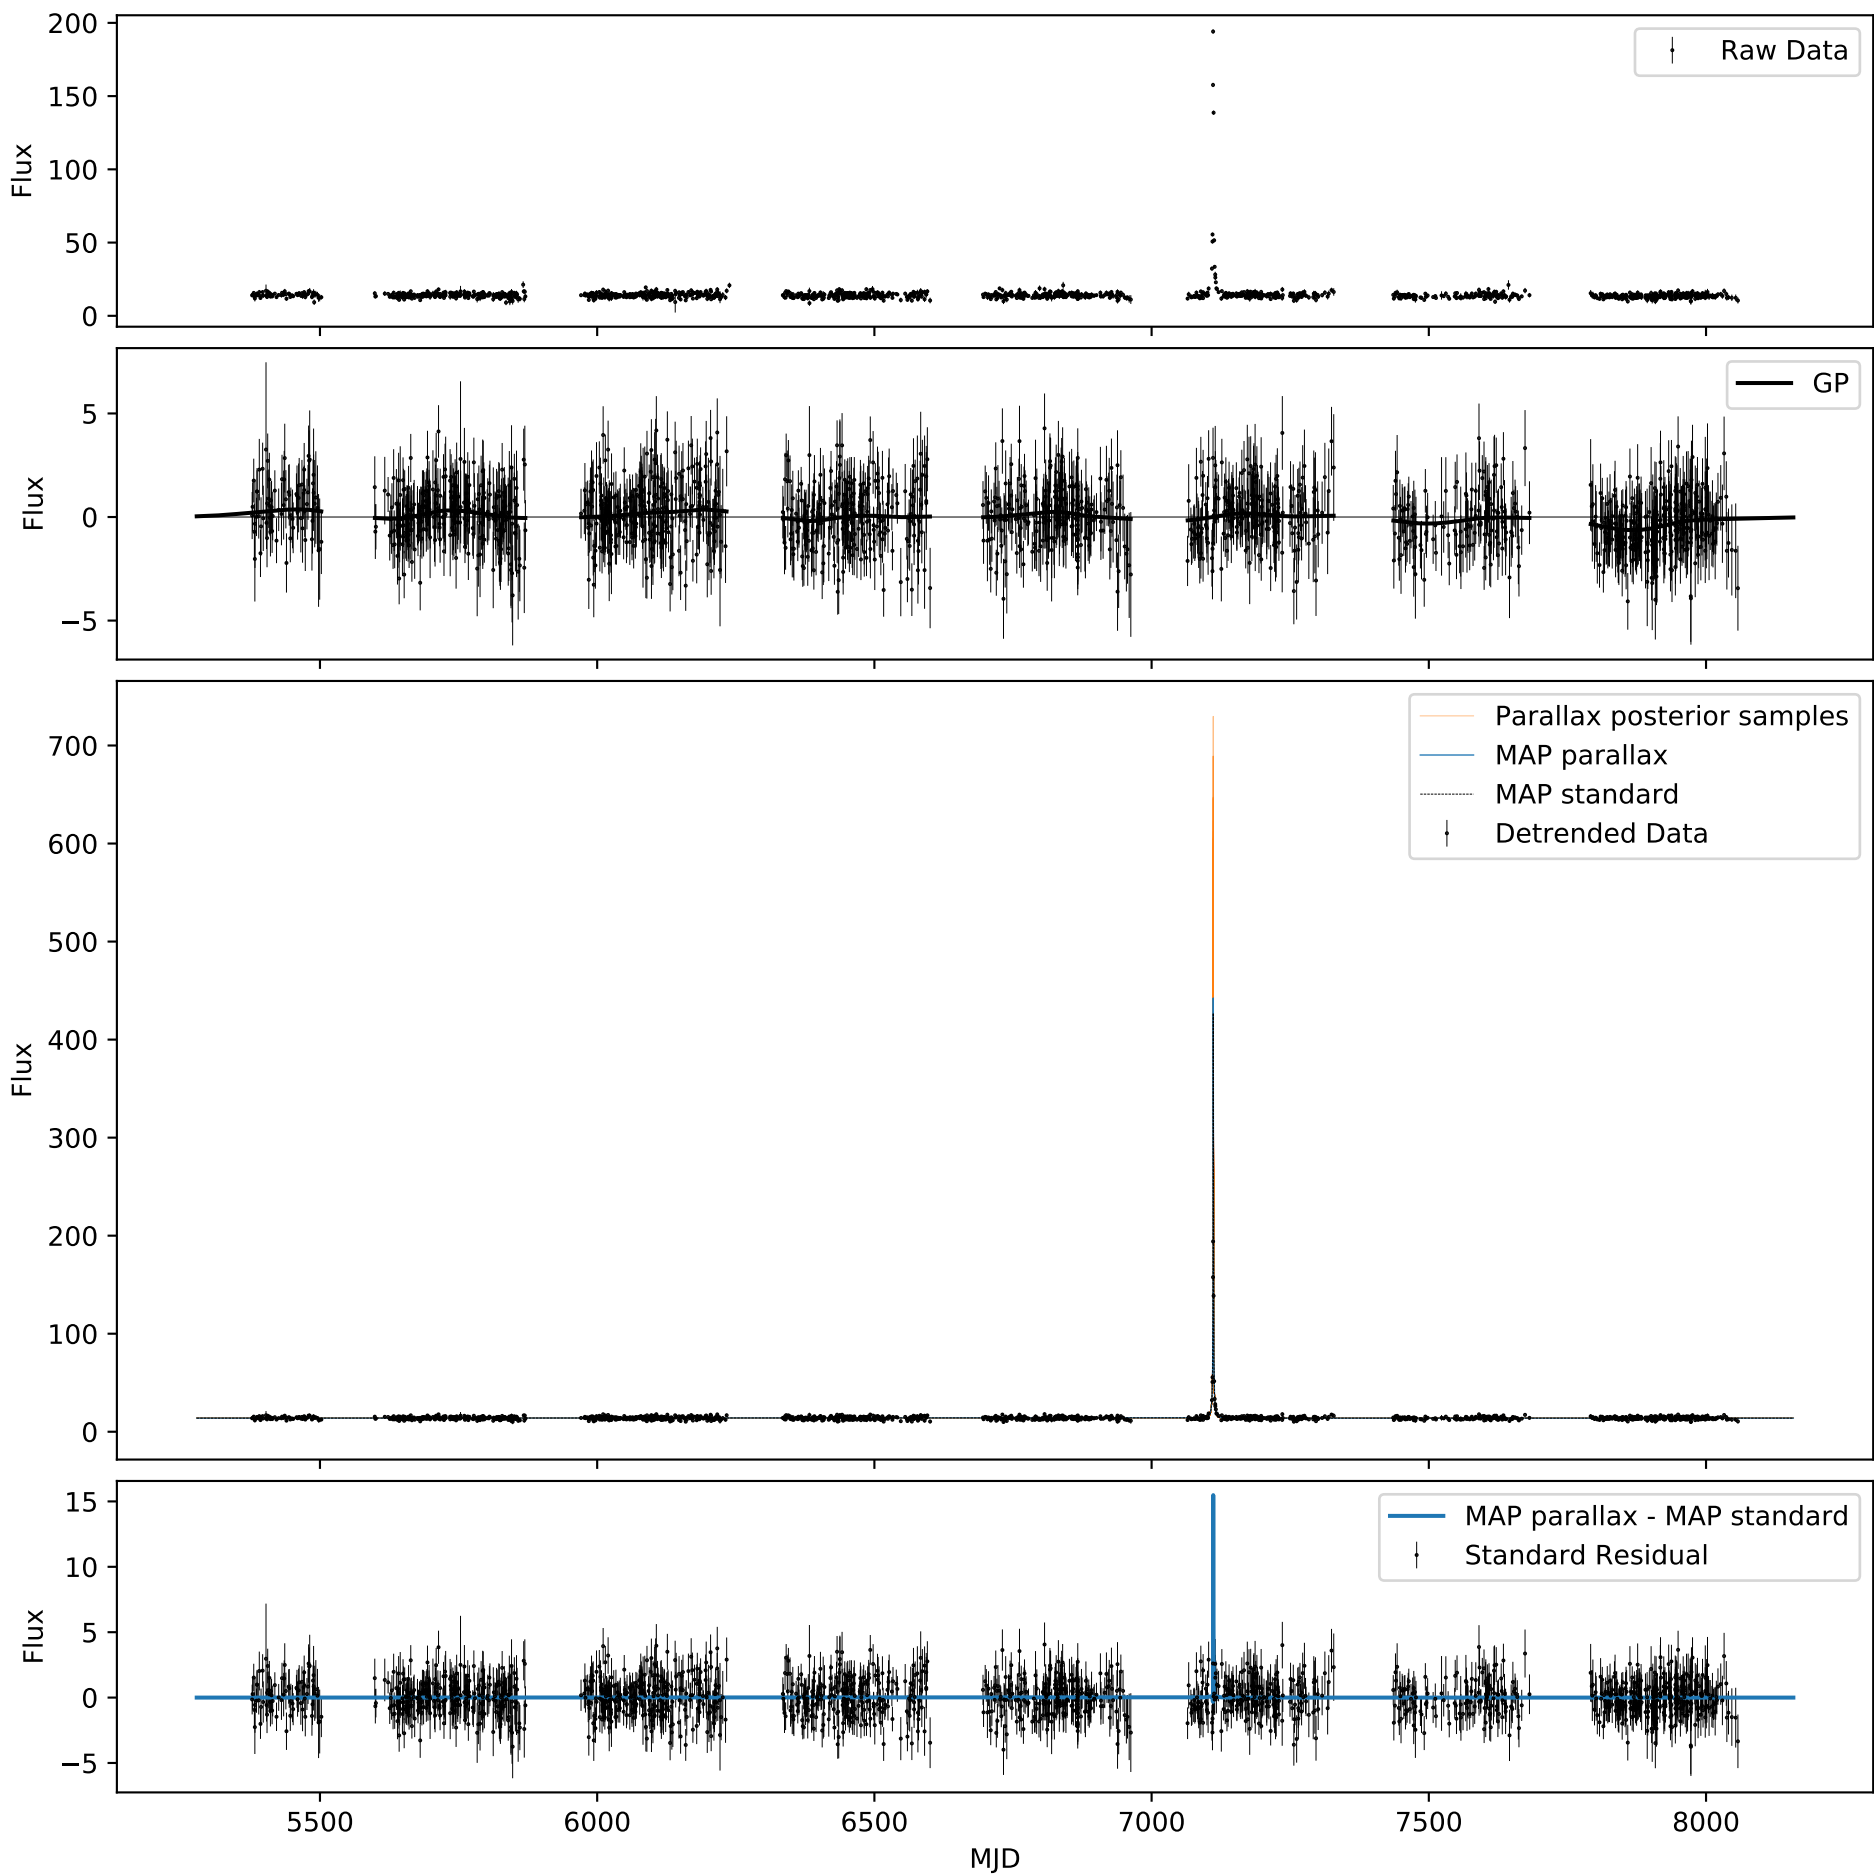 200
150
100
50
0
Flux
Raw Data
5
0
−5
Flux
GP
700
600
500
400
300
200
100
0
Flux
Parallax posterior samples
MAP parallax
MAP standard
Detrended Data
15
10
5
0
−5
Flux
MAP parallax - MAP standard
Standard Residual
5500 6000 6500 7000 7500 8000
MJD